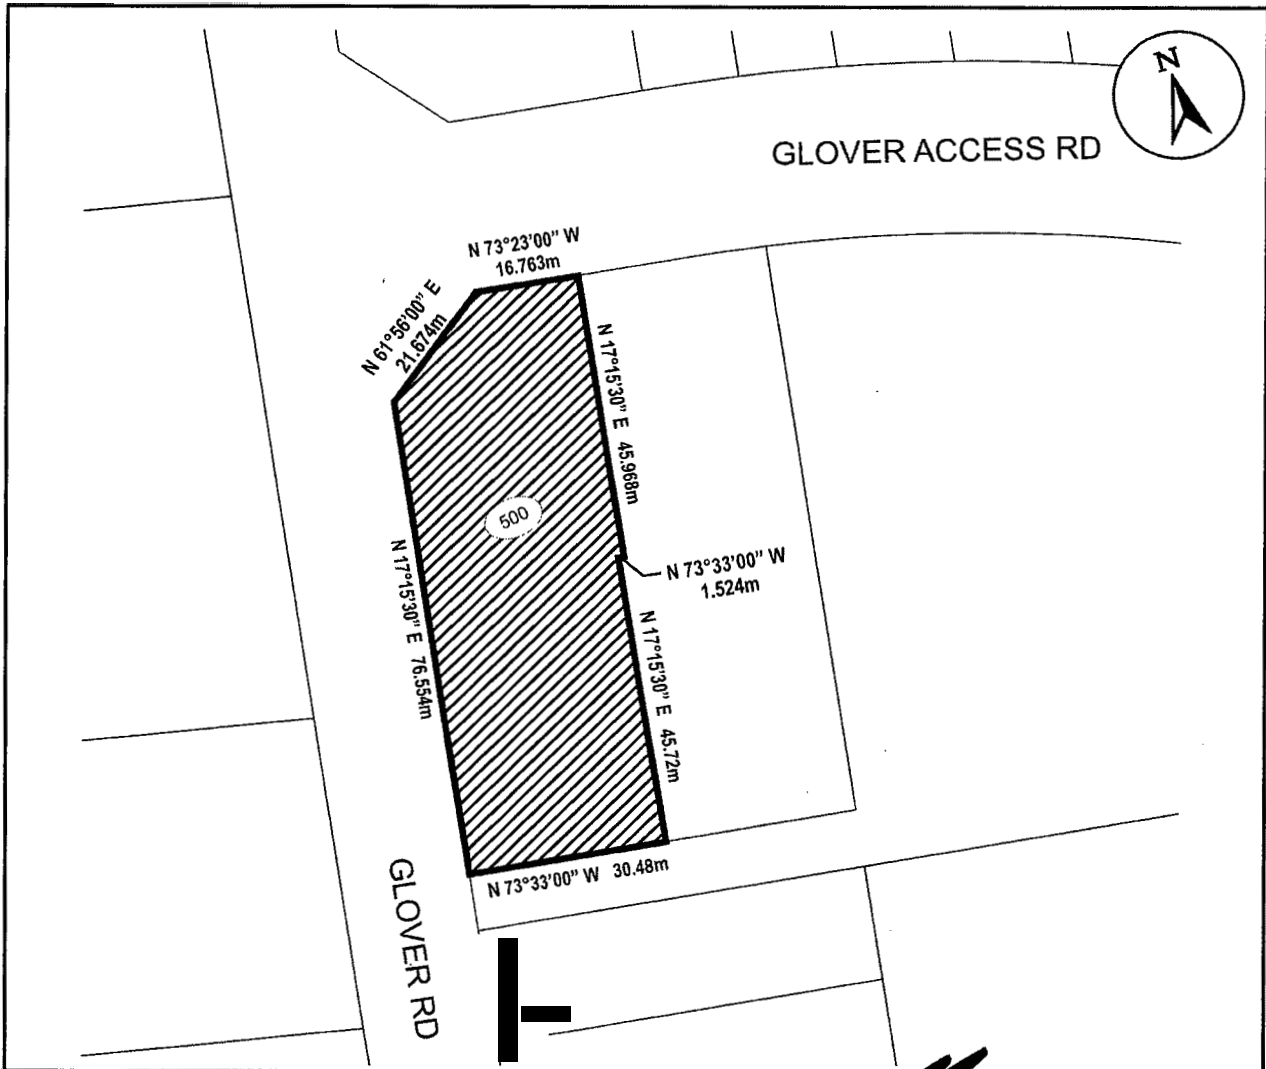 N
GLOVER ACCESS RD
N 73°23'00" W
16.763m
N 61°56'00" E
21.674m
N 17°15'30" E 45.968m
500
N 73°33'00" W
1.524m
N 17°15'30" E 76.554m
N 17°15'30" E 45.72m
N 73°33'00" W 30.48m
GLOVER RD